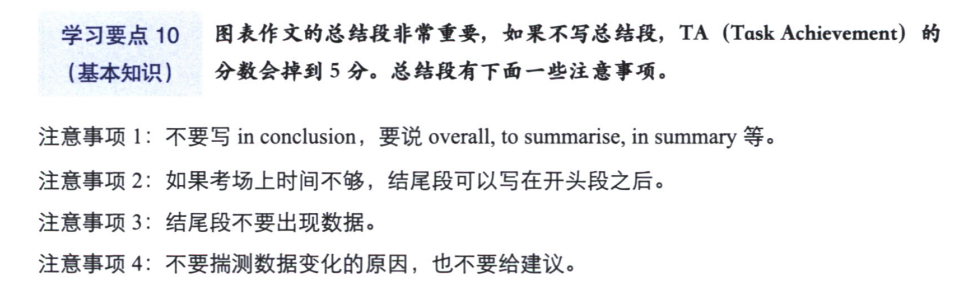 学习要点 10
（基本知识）
图表作文的总结段非常重要，如果不写总结段，TA（Task Achievement）的
分数会掉到 5 分。总结段有下面一些注意事项。
注意事项 1：不要写 in conclusion，要说 overall, to summarise, in summary 等。
注意事项 2：如果考场上时间不够，结尾段可以写在开头段之后。
注意事项 3：结尾段不要出现数据。
注意事项 4：不要揣测数据变化的原因，也不要给建议。